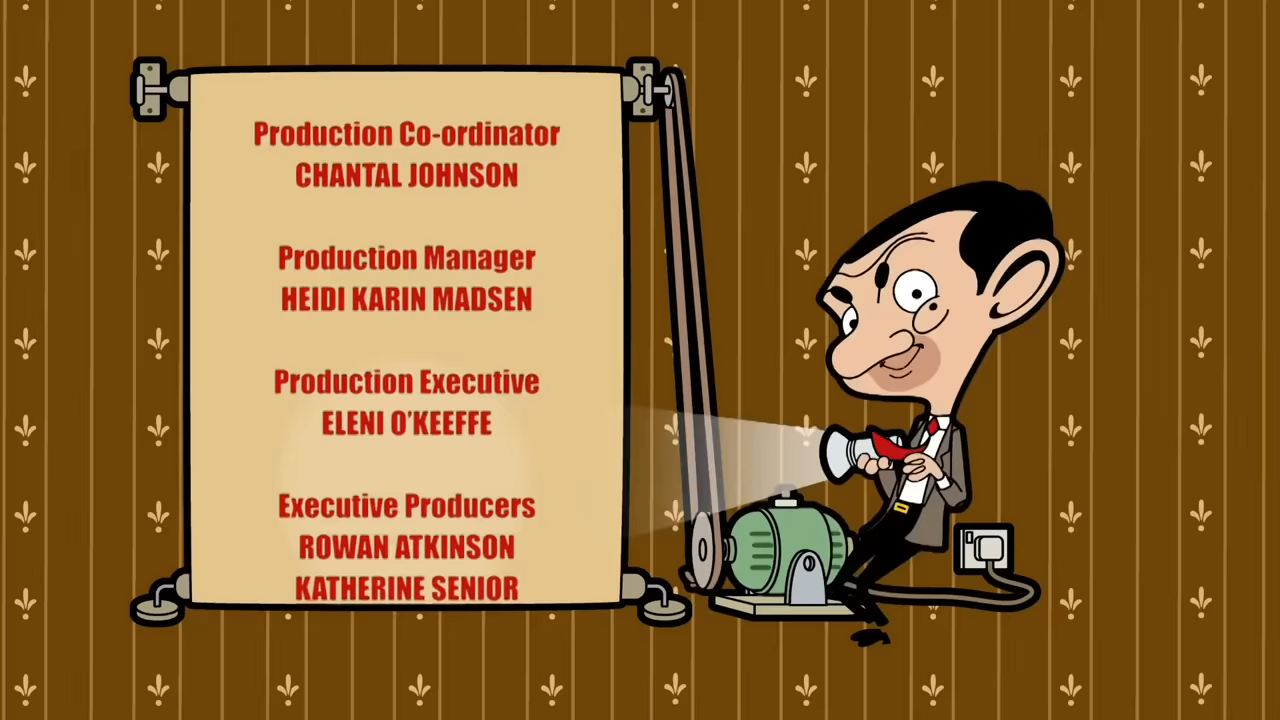 Production Co-ordinator
CHANTAL JOHNSON
Production Manager
HEIDI KARIN MADSEN
Production Executive
ELENI O'KEEFFE
Executive Producers
ROWAN ATKINSON
KATHERINE SENIOR